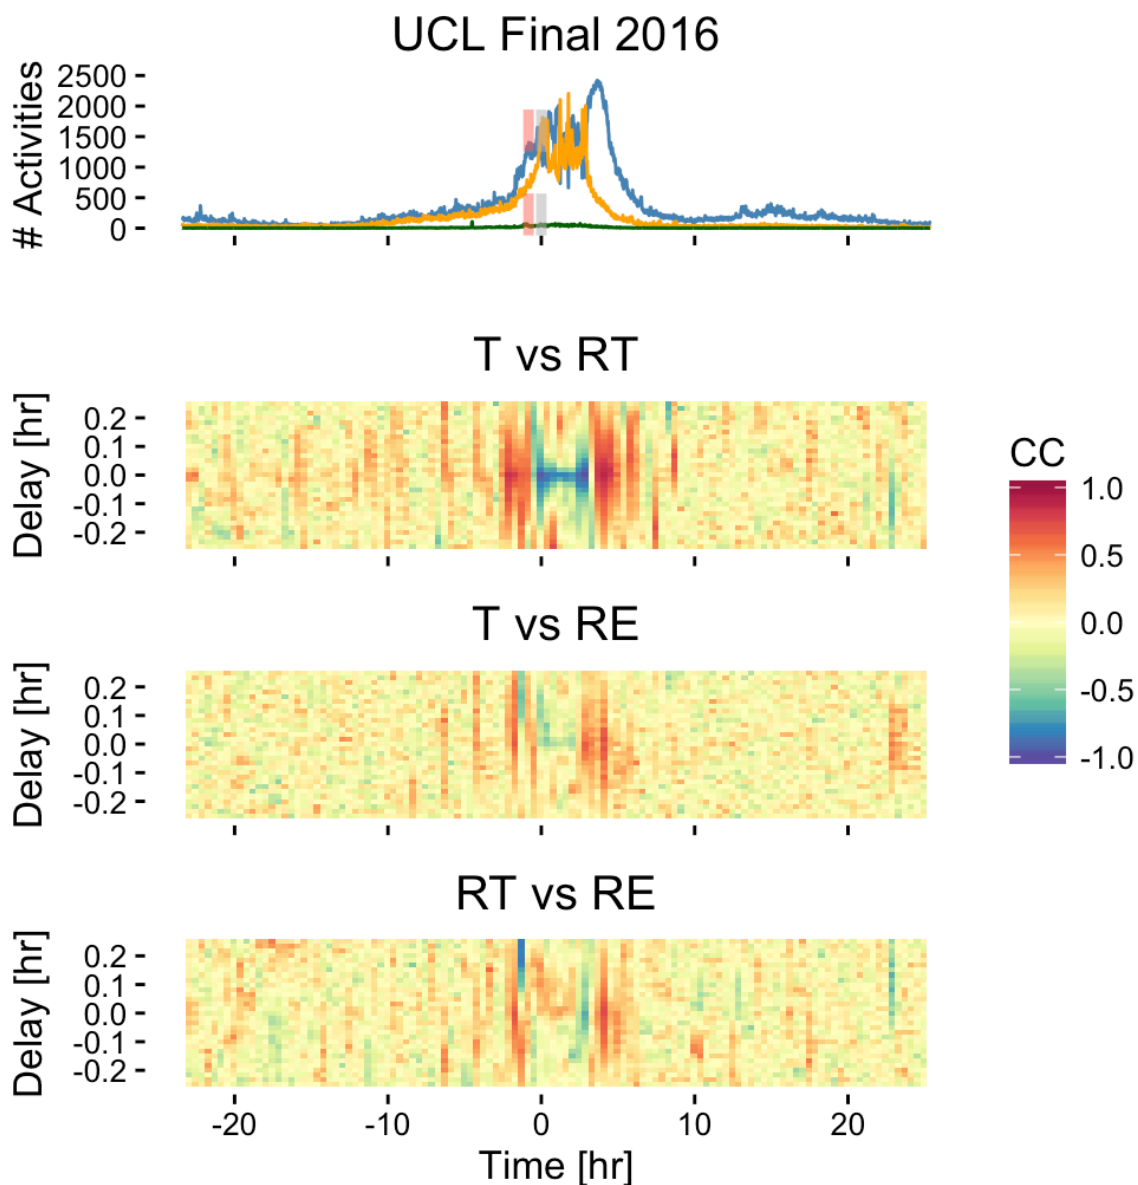 UCL Final 2016
# Activities
2500
2000
1500
1000
500
0
T vs RT
Delay [hr]
0.2
0.1
0.0
-0.1
-0.2
T vs RE
Delay [hr]
0.2
0.1
0.0
-0.1
-0.2
RT vs RE
Delay [hr]
0.2
0.1
0.0
-0.1
-0.2
-20 -10 0 10 20
Time [hr]
CC
1.0
0.5
0.0
-0.5
-1.0